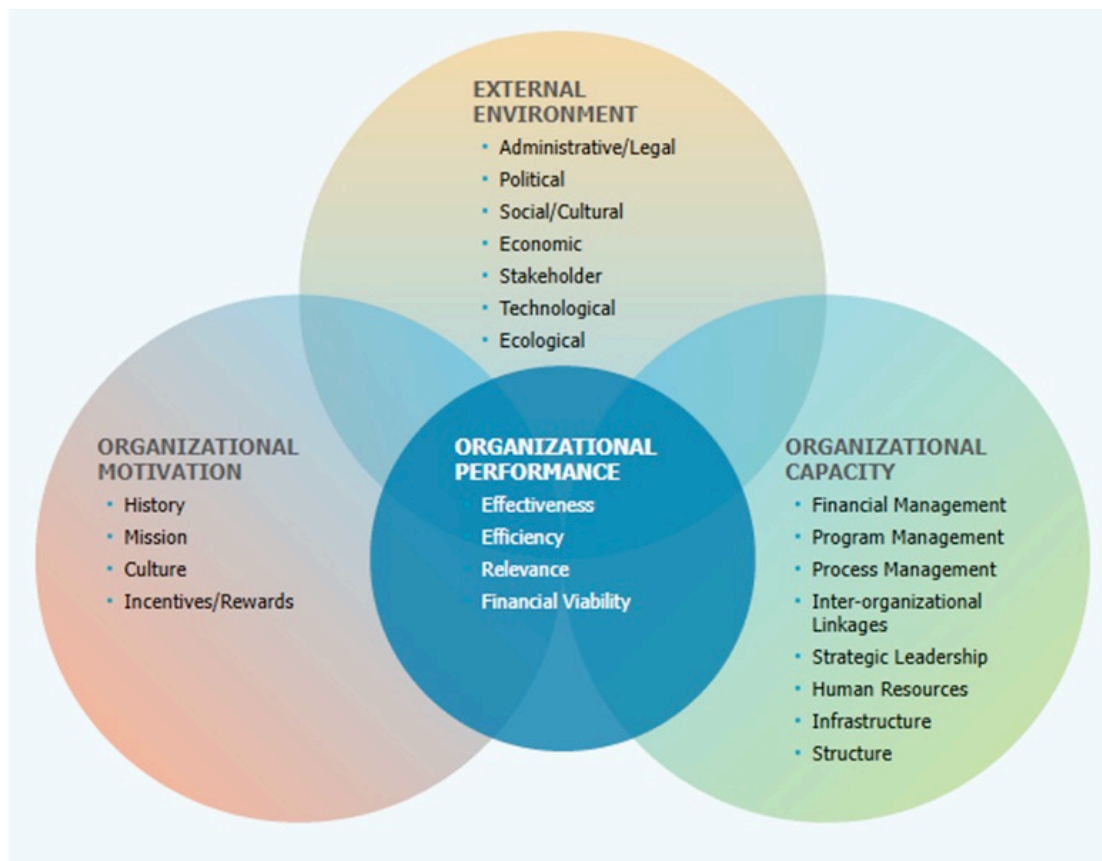 EXTERNAL
ENVIRONMENT
• Administrative/Legal
• Political
• Social/Cultural
• Economic
• Stakeholder
• Technological
• Ecological
ORGANIZATIONAL
MOTIVATION
• History
• Mission
• Culture
• Incentives/Rewards
ORGANIZATIONAL
PERFORMANCE
Effectiveness
Efficiency
Relevance
Financial Viability
ORGANIZATIONAL
CAPACITY
• Financial Management
• Program Management
• Process Management
• Inter-organizational
Linkages
• Strategic Leadership
• Human Resources
• Infrastructure
• Structure